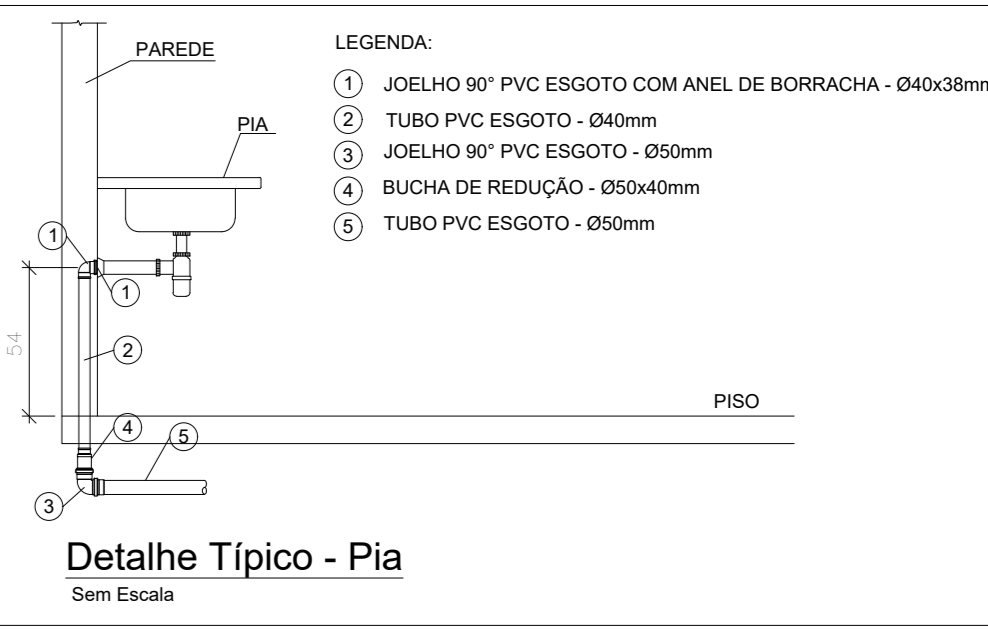 PAREDE
PIA
LEGENDA:
1 JOELHO 90° PVC ESGOTO COM ANEL DE BORRACHA - Ø40x38mm
2 TUBO PVC ESGOTO - Ø40mm
3 JOELHO 90° PVC ESGOTO - Ø50mm
4 BUCHA DE REDUÇÃO - Ø50x40mm
5 TUBO PVC ESGOTO - Ø50mm
1
1
54
2
PISO
4
5
3
Detalhe Típico - Pia
Sem Escala